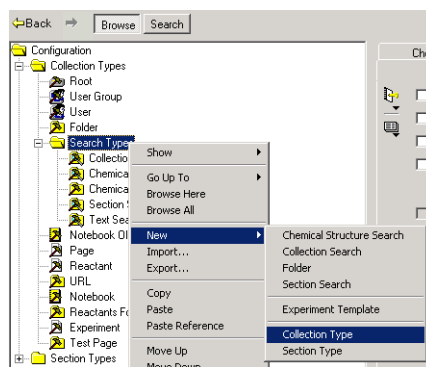 Back Browse Search
Configuration
Collection Types
Root
User Group
User
Folder
Search Type
Collectio
Chemica
Chemica
Section
Text Sea
Notebook
Page
Reactant
URL
Notebook
Reactants Fo
Experiment
Test Page
Section Types
Show
Go Up To
Browse Here
Browse All
New
Import...
Export...
Copy
Paste
Paste Reference
Move Up
Move Down
Chemical Structure Search
Collection Search
Folder
Section Search
Experiment Template
Collection Type
Section Type
Che